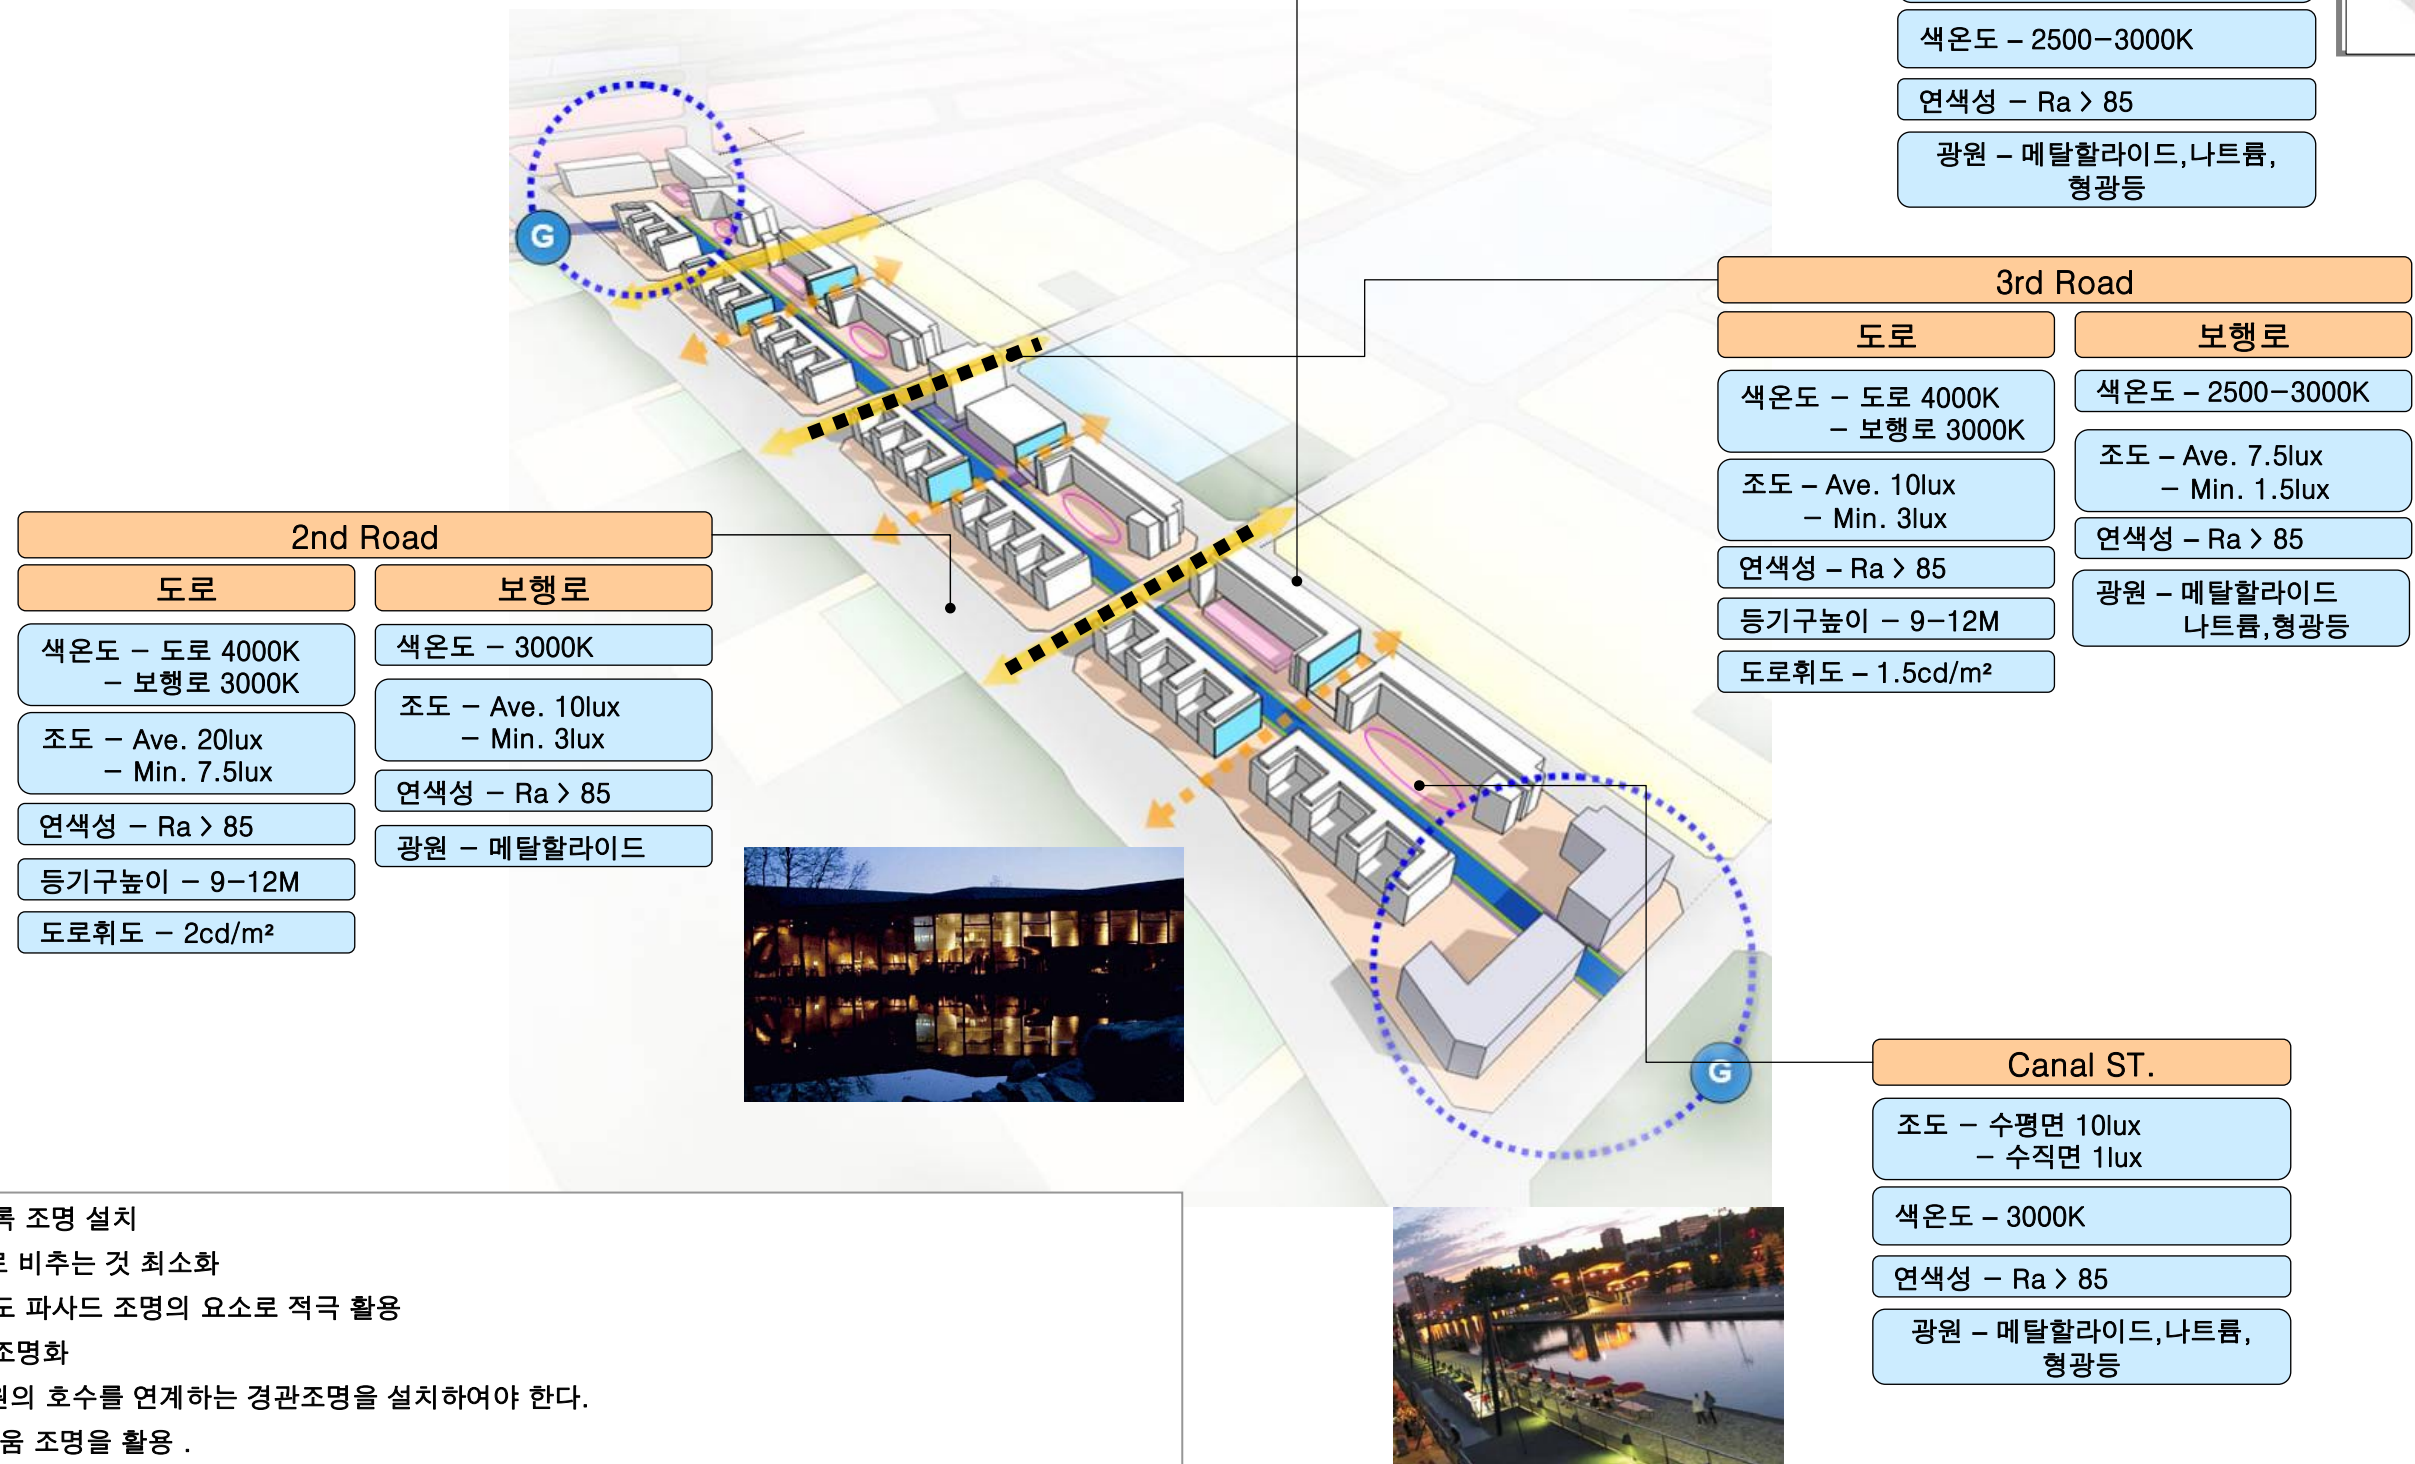 색온도 – 2500-3000K
연색성 - Ra > 85
광원 – 메탈할라이드,나트륨,
형광등
G
3rd Road
도로
색온도 - 도로 4000K
- 보행로 3000K
조도 – Ave. 10lux
- Min. 3lux
연색성 – Ra > 85
등기구높이 - 9-12M
도로휘도 – 1.5cd/m²
보행로
색온도 – 2500-3000K
조도 – Ave. 7.5lux
- Min. 1.5lux
연색성 – Ra > 85
광원 – 메탈할라이드
나트륨,형광등
2nd Road
도로
색온도 - 도로 4000K
- 보행로 3000K
조도 - Ave. 20lux
- Min. 7.5lux
연색성 - Ra > 85
등기구높이 - 9-12M
도로휘도 - 2cd/m²
보행로
색온도 - 3000K
조도 - Ave. 10lux
- Min. 3lux
연색성 - Ra > 85
광원 - 메탈할라이드
G
Canal ST.
조도 - 수평면 10lux
- 수직면 1lux
색온도 – 3000K
연색성 - Ra > 85
광원 – 메탈할라이드,나트륨,
형광등
록 조명 설치
로 비추는 것 최소화
도 파사드 조명의 요소로 적극 활용
조명화
원의 호수를 연계하는 경관조명을 설치하여야 한다.
움 조명을 활용 .